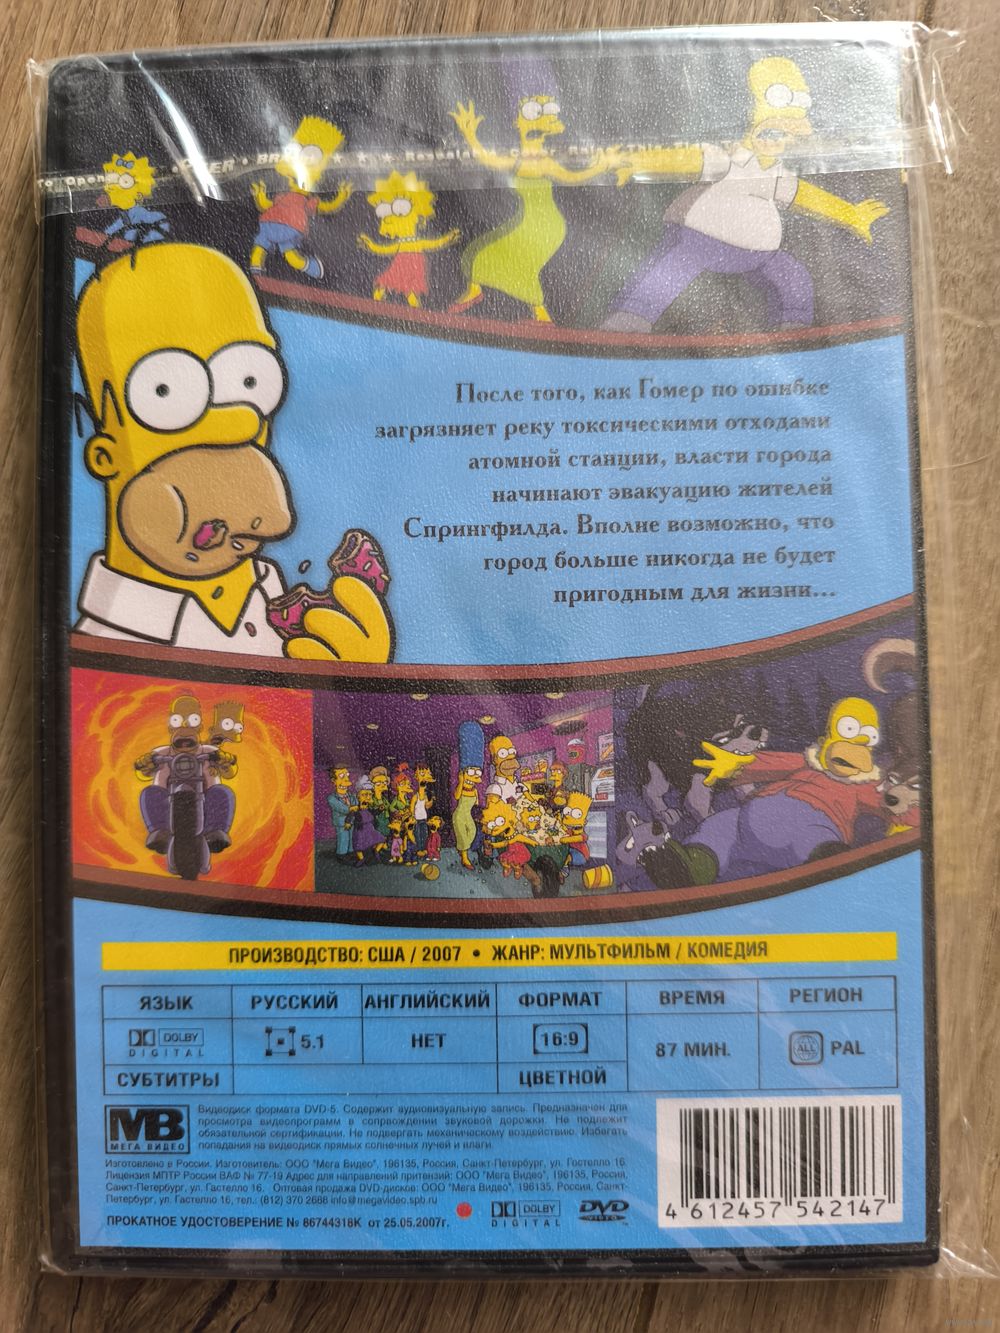 После того, как Гомер по ошибке
загрязняет реку токсическими отходами
атомной станции, власти города
начинают эвакуацию жителей
Спрингфилда. Вполне возможно, что
город больше никогда не будет
пригодным для жизни...
ПРОИЗВОДСТВО: США / 2007 • ЖАНР: МУЛЬТФИЛЬМ / КОМЕДИЯ
ЯЗЫК РУССКИЙ АНГЛИЙСКИЙ ФОРМАТ ВРЕМЯ РЕГИОН
DOLBY DIGITAL 5.1 НЕТ 16:9 87 МИН. ALL PAL
СУБТИТРЫ ЦВЕТНОЙ
МВ
МЕГА ВИДЕО
Видеодиск формата DVD-5. Содержит аудиовизуальную запись. Предназначен для
просмотра видеопрограмм в сопрвождении звуковой дорожки. Не подлежит
обязательной сертификации. Не подвергать механическому воздействию. Избегать
попадания на видеодиск прямых солнечных лучей и влаги.
Изготовлено в России. Изготовитель: ООО "Мега Видео", 196135, Россия, Санкт-Петербург, ул. Гостелло 16.
Лицензия МПТР России ВАФ № 77-19 Адрес для направления претензий: ООО "Мега Видео", 196135, Россия,
Санкт-Петербург, ул. Гастелло 16. Оптовая продажа DVD-дисков: ООО "Мега Видео", 196135, Россия, Санкт-
Петербург, ул. Гастелло 16, тел.: (812) 370 2686 info@megavideo.spb.ru
ПРОКАТНОЕ УДОСТОВЕРЕНИЕ № 86744318К от 25.05.2007г.
DOLBY DIGITAL DVD VIDEO
4 612457 542147